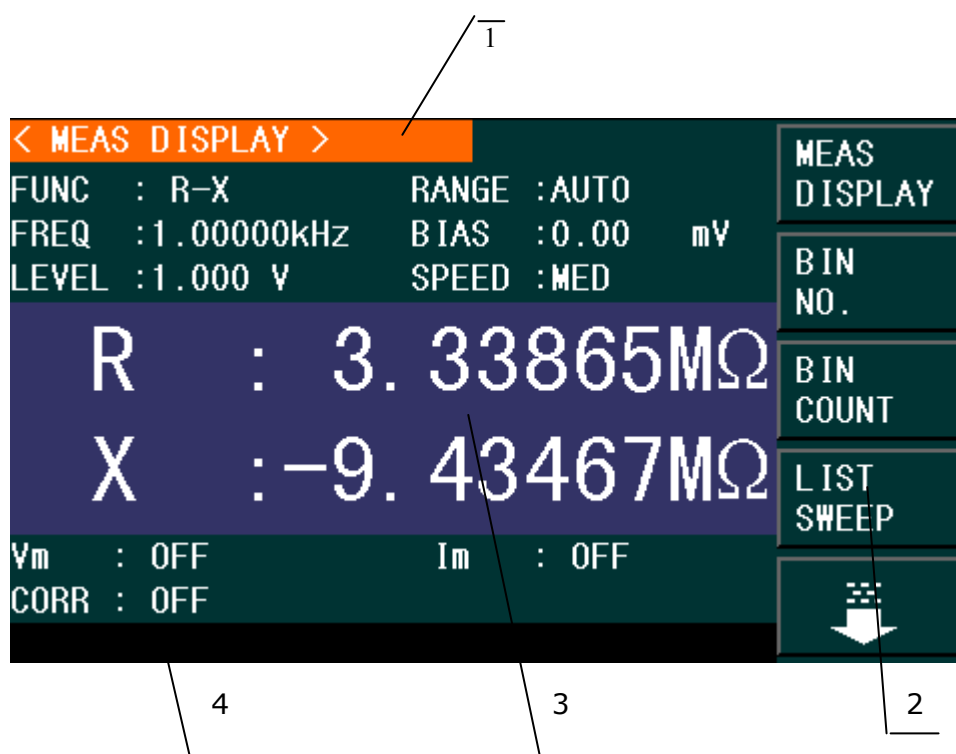 1
< MEAS DISPLAY >
FUNC : R-X RANGE :AUTO
FREQ :1.00000kHz BIAS :0.00 mV
LEVEL :1.000 V SPEED :MED
R : 3.33865MΩ
X :-9.43467MΩ
Vm : OFF Im : OFF
CORR : OFF
MEAS
DISPLAY
BIN
NO.
BIN
COUNT
LIST
SWEEP
4 3 2